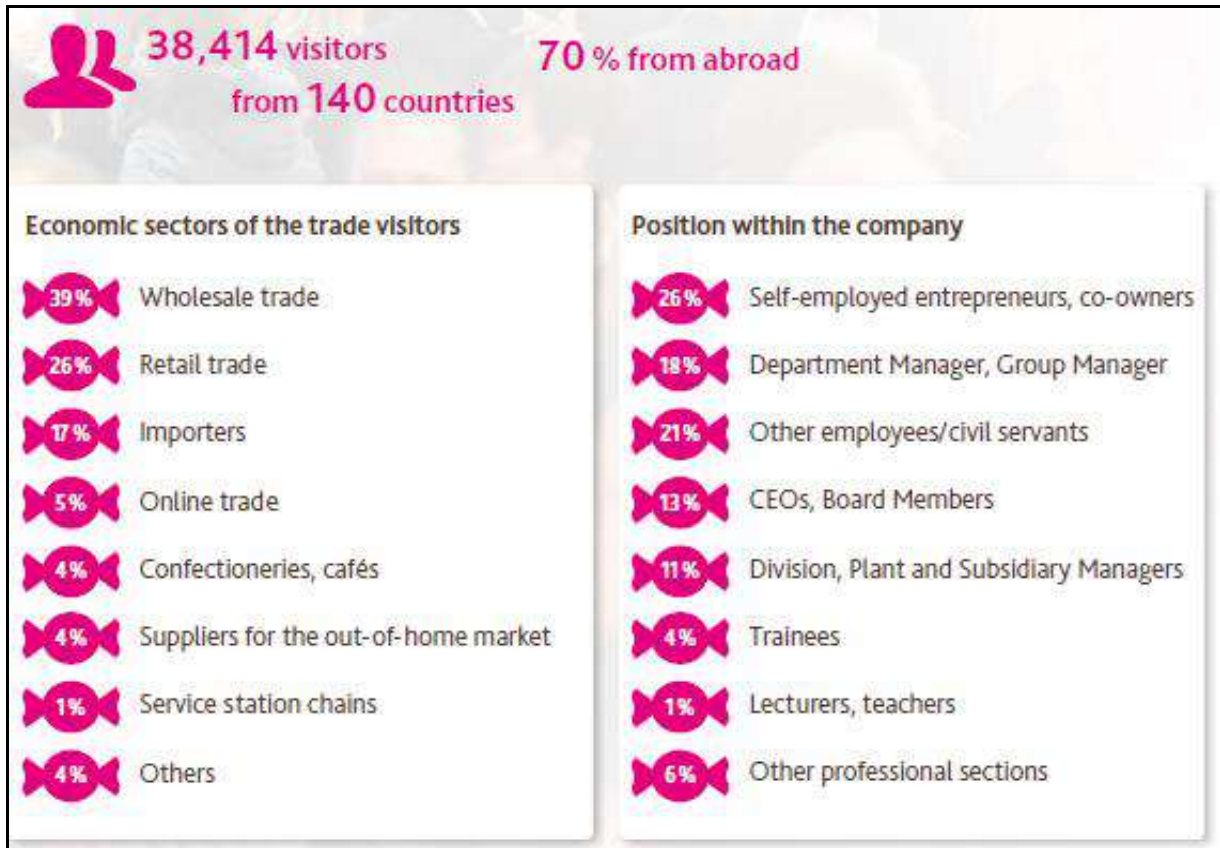 38,414 visitors
from 140 countries
70 % from abroad
Economic sectors of the trade visitors
39% Wholesale trade
26% Retail trade
17% Importers
5% Online trade
4% Confectioneries, cafés
4% Suppliers for the out-of-home market
1% Service station chains
4% Others
Position within the company
26% Self-employed entrepreneurs, co-owners
18% Department Manager, Group Manager
21% Other employees/civil servants
13% CEOs, Board Members
11% Division, Plant and Subsidiary Managers
4% Trainees
1% Lecturers, teachers
6% Other professional sections